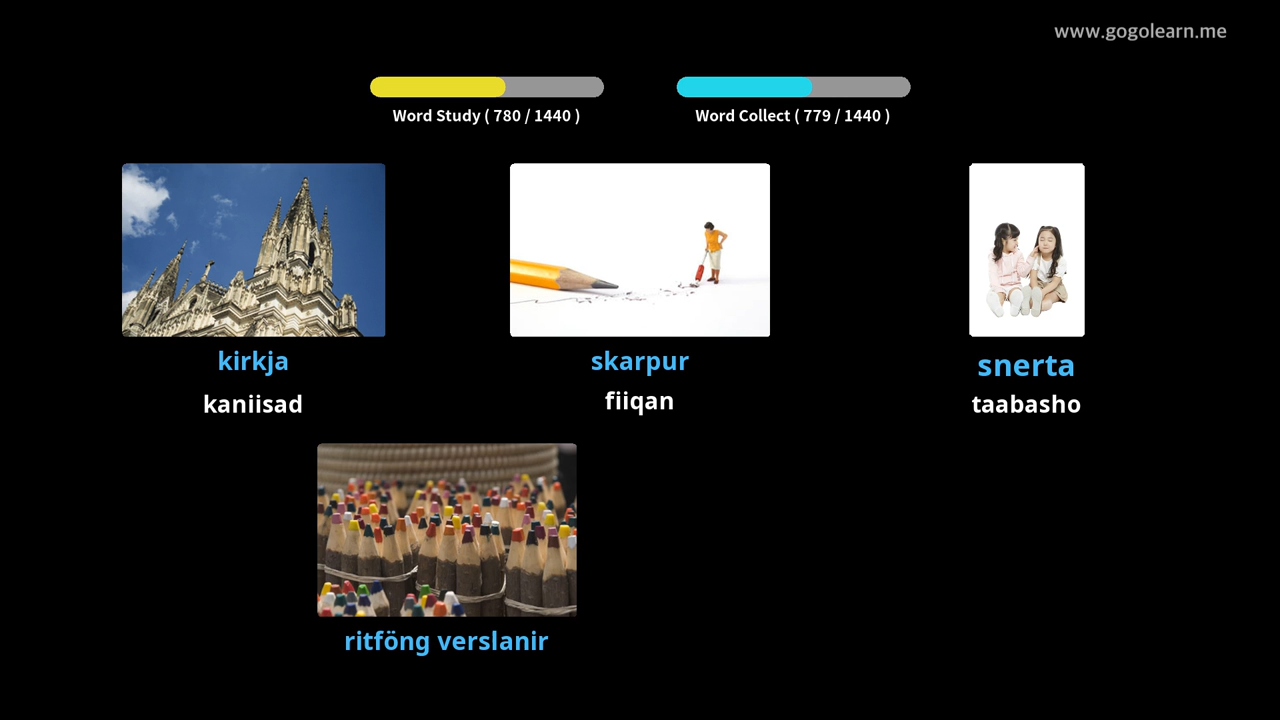 www.gogolearn.me
Word Study ( 780 / 1440 )
Word Collect ( 779 / 1440 )
kirkja
kaniisad
skarpur
fiiqan
snerta
taabasho
ritföng verslanir